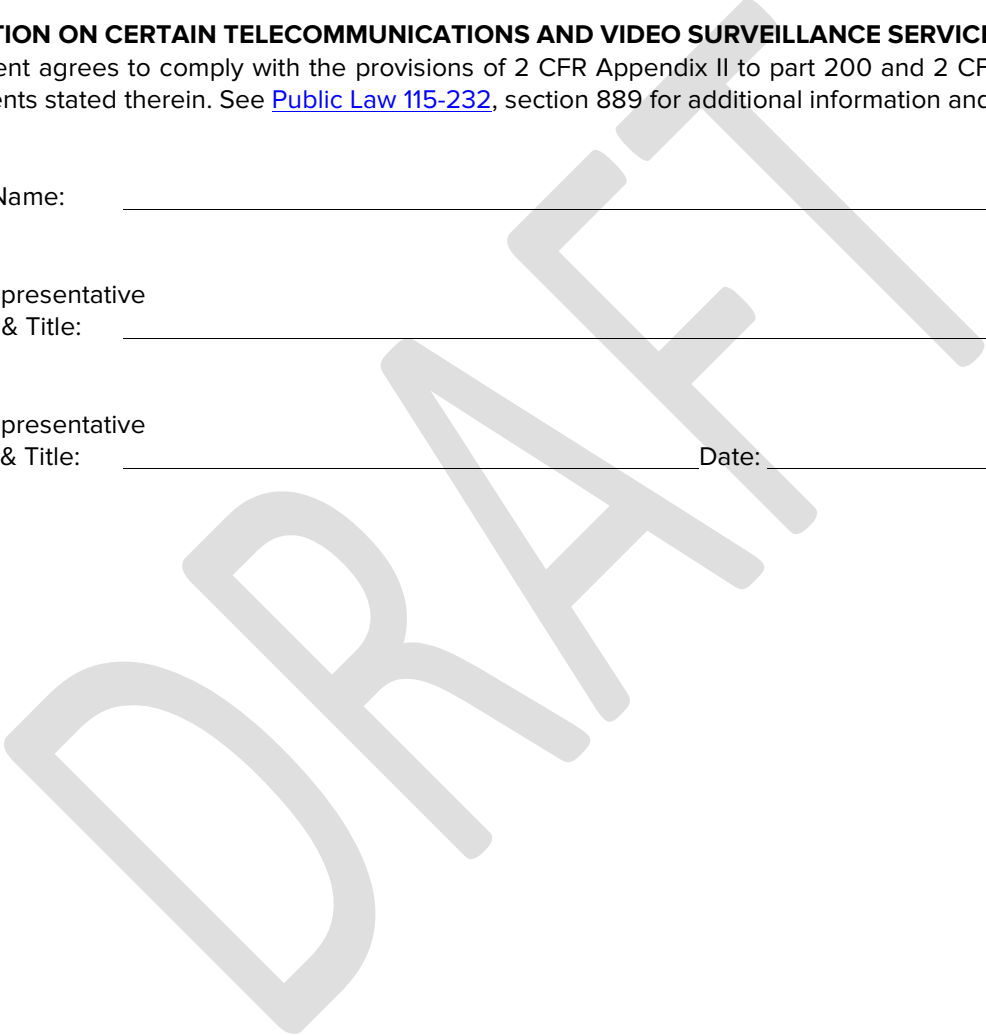 TION ON CERTAIN TELECOMMUNICATIONS AND VIDEO SURVEILLANCE SERVIC
ent agrees to comply with the provisions of 2 CFR Appendix II to part 200 and 2 CF
ents stated therein. See Public Law 115-232, section 889 for additional information and
Name:
presentative
& Title:
presentative
& Title: Date:
DRAFT